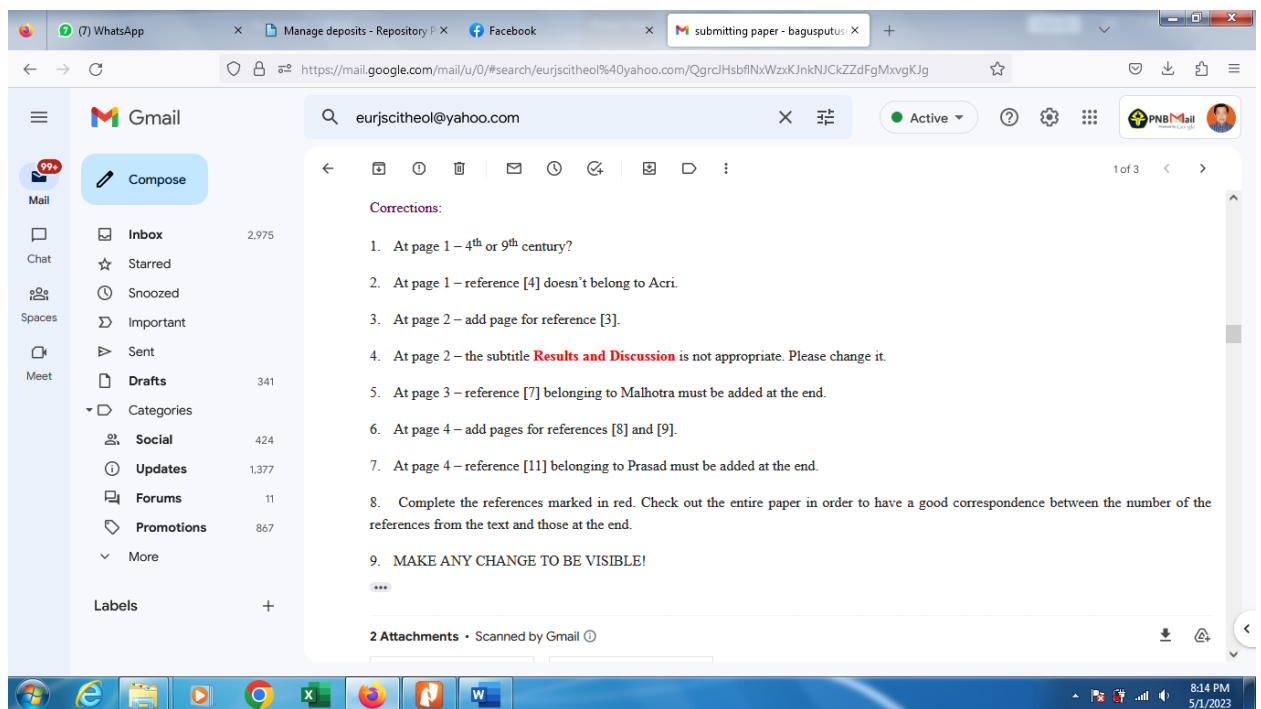 (7) WhatsApp
Manage deposits - Repository P
Facebook
submitting paper - bagusputus
https://mail.google.com/mail/u/0/#search/eurjscitheol%40yahoo.com/QgrcJHsbflNxWzxKJnkNJCkZZdFgMxvgKJg
Gmail
eurjscitheol@yahoo.com
Active
PNBMail
99+
Mail
Chat
Spaces
Meet
Compose
Inbox 2,975
Starred
Snoozed
Important
Sent
Drafts 341
Categories
Social 424
Updates 1,377
Forums 11
Promotions 867
More
Labels
1 of 3
Corrections:
1. At page 1 – 4th or 9th century?
2. At page 1 – reference [4] doesn't belong to Acri.
3. At page 2 – add page for reference [3].
4. At page 2 – the subtitle Results and Discussion is not appropriate. Please change it.
5. At page 3 – reference [7] belonging to Malhotra must be added at the end.
6. At page 4 – add pages for references [8] and [9].
7. At page 4 – reference [11] belonging to Prasad must be added at the end.
8. Complete the references marked in red. Check out the entire paper in order to have a good correspondence between the number of the
references from the text and those at the end.
9. MAKE ANY CHANGE TO BE VISIBLE!
2 Attachments • Scanned by Gmail
8:14 PM
5/1/2023